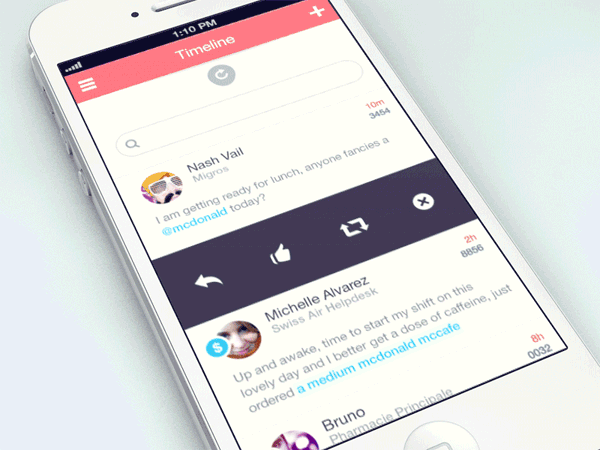 1:10 PM
Timeline
10m
Nash Vail
3454
Migros
I am getting ready for lunch, anyone fancies a
@mcdonald today?
2h
Michelle Alvarez
8856
Swiss Air Helpdesk
$
Up and awake, time to start my shift on this
lovely day and I better get a dose of caffeine, just
ordered a medium mcdonald mccafe
8h
Bruno
0032
Pharmacie Principale